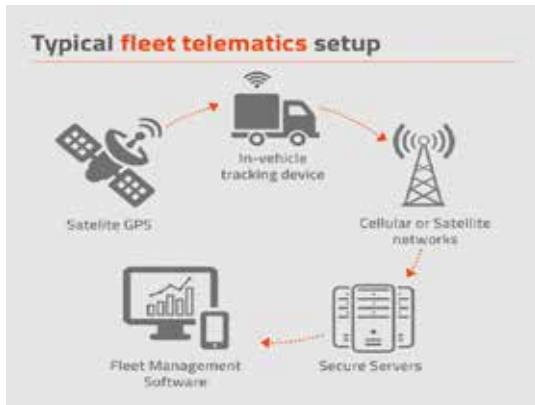 Typical fleet telematics setup
In-vehicle
tracking device
Satelite GPS
Cellular or Satellite
networks
Fleet Management
Software
Secure Servers